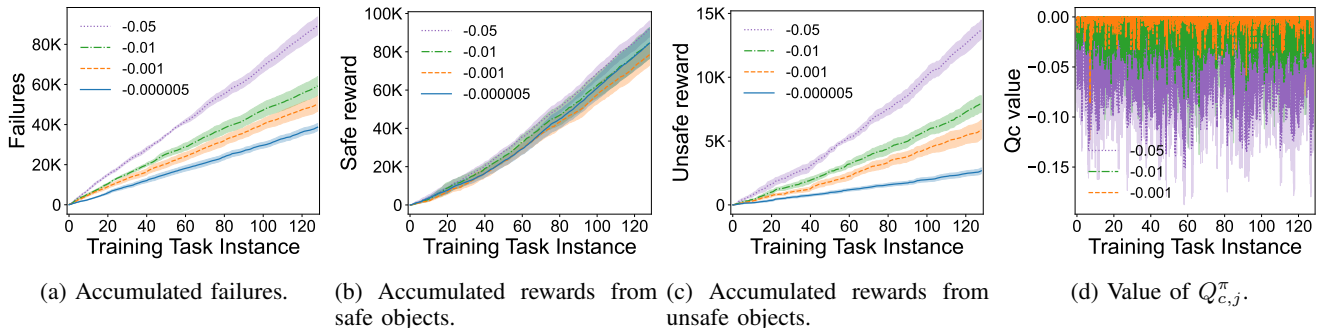 80K
60K
40K
20K
0
Failures
-0.05
-0.01
-0.001
-0.000005
0 20 40 60 80 100 120
Training Task Instance
(a) Accumulated failures.
100K
80K
60K
40K
20K
0
Safe reward
-0.05
-0.01
-0.001
-0.000005
0 20 40 60 80 100 120
Training Task Instance
(b) Accumulated rewards from
safe objects.
15K
10K
5K
0
Unsafe reward
-0.05
-0.01
-0.001
-0.000005
0 20 40 60 80 100 120
Training Task Instance
(c) Accumulated rewards from
unsafe objects.
0.00
-0.05
-0.10
-0.15
Qc value
-0.05
-0.01
-0.001
0 20 40 60 80 100 120
Training Task Instance
(d) Value of $Q^{\pi}_{c,j}$.